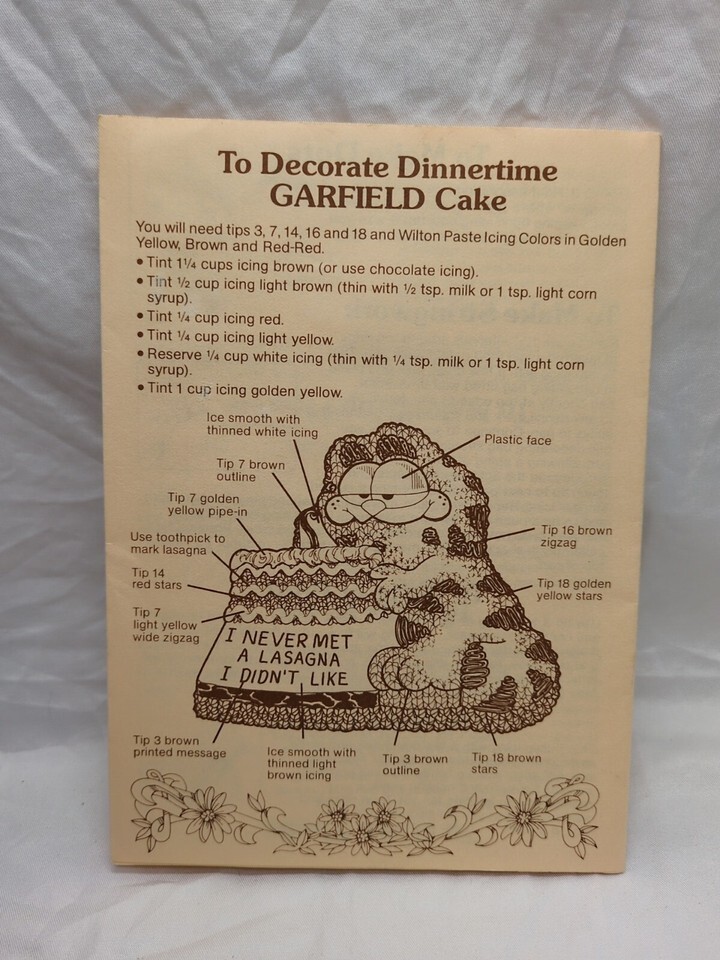 To Decorate Dinnertime
GARFIELD Cake
You will need tips 3, 7, 14, 16 and 18 and Wilton Paste Icing Colors in Golden
Yellow, Brown and Red-Red.
• Tint 1¼ cups icing brown (or use chocolate icing).
• Tint ½ cup icing light brown (thin with ½ tsp. milk or 1 tsp. light corn
syrup).
• Tint ¼ cup icing red.
• Tint ¼ cup icing light yellow.
• Reserve ¼ cup white icing (thin with ¼ tsp. milk or 1 tsp. light corn
syrup).
• Tint 1 cup icing golden yellow.
Ice smooth with
thinned white icing
Plastic face
Tip 7 brown
outline
Tip 7 golden
yellow pipe-in
Use toothpick to
mark lasagna
Tip 16 brown
zigzag
Tip 14
red stars
Tip 18 golden
yellow stars
Tip 7
light yellow
wide zigzag
I NEVER MET
A LASAGNA
I DIDN'T LIKE
Tip 3 brown
printed message
Ice smooth with
thinned light
brown icing
Tip 3 brown
outline
Tip 18 brown
stars